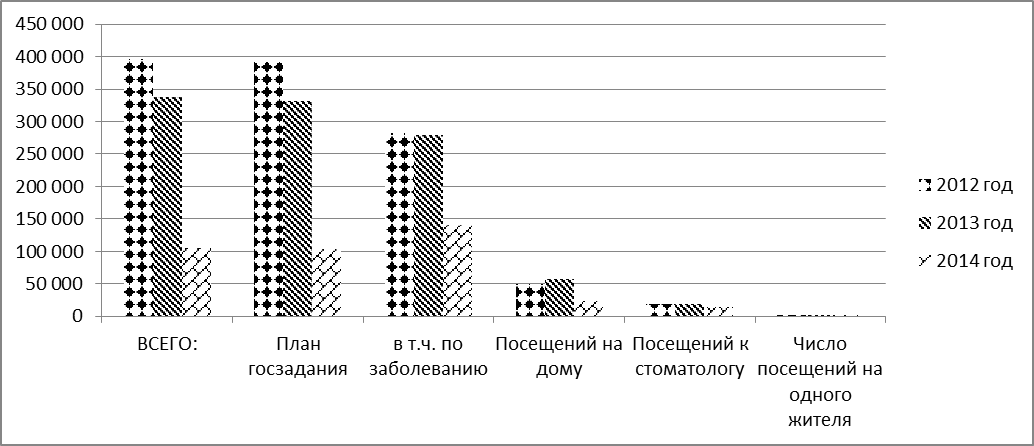 450 000
400 000
350 000
300 000
250 000
200 000
150 000
100 000
50 000
0
ВСЕГО:
План
госзадания
в т.ч. по
заболеванию
Посещений на
дому
Посещений к
стоматологу
Число
посещений на
одного
жителя
2012 год
2013 год
2014 год